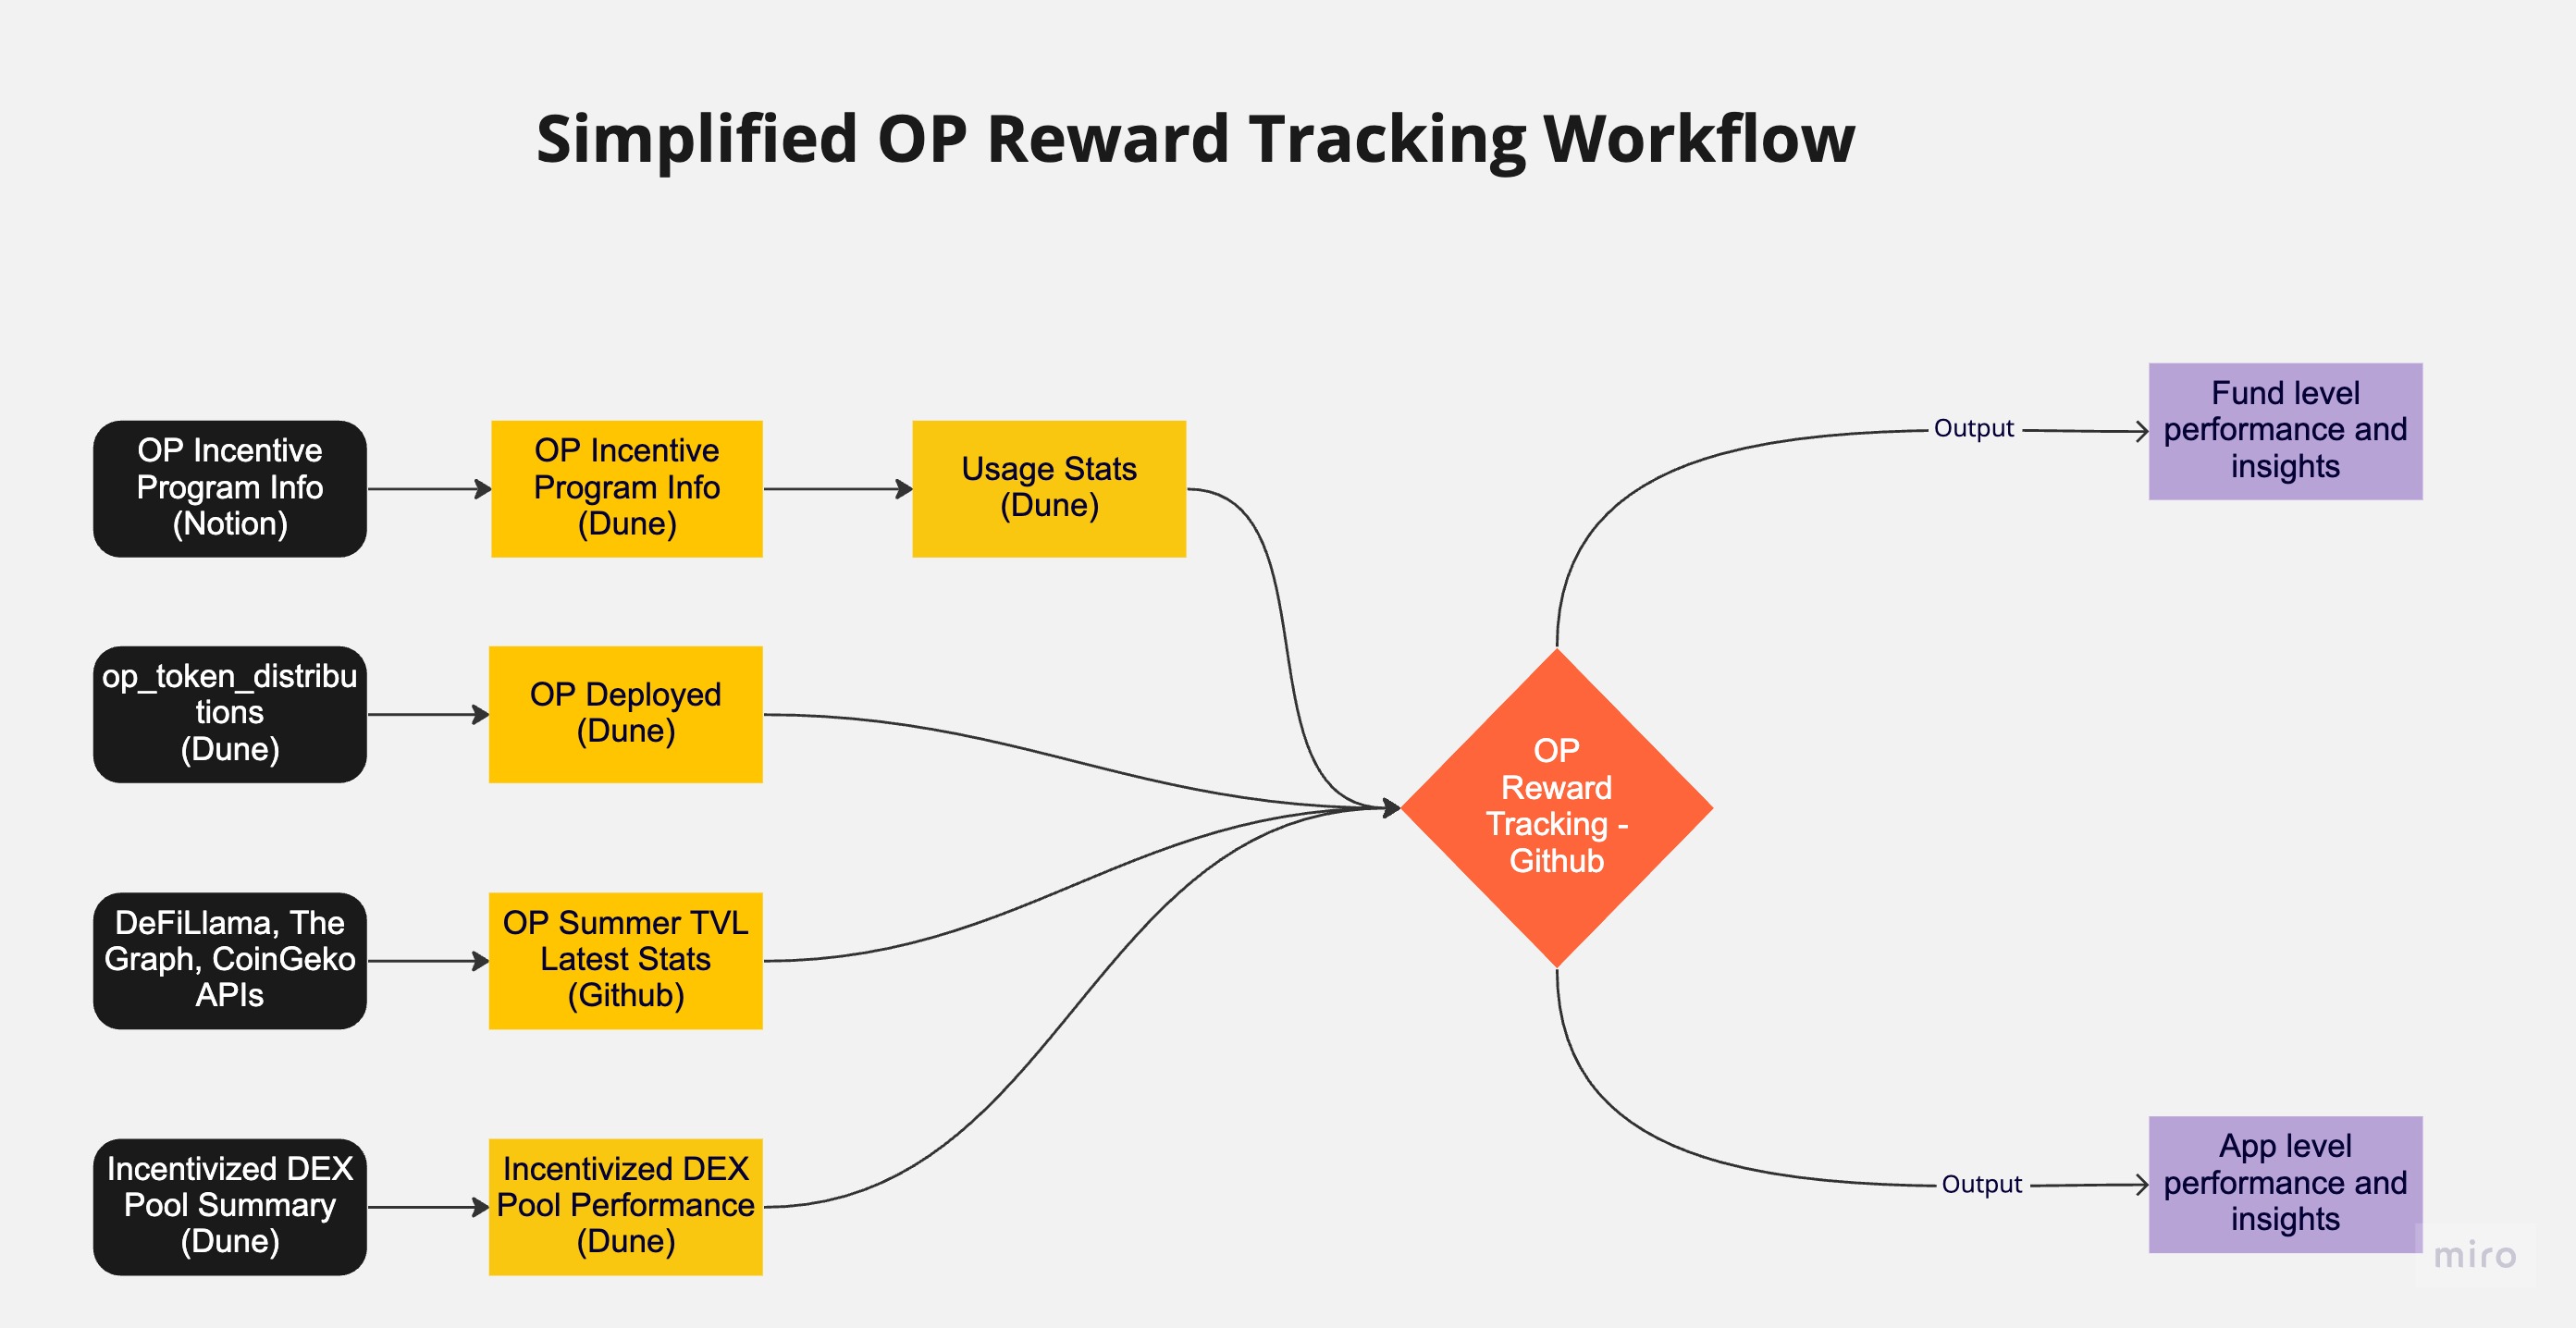 Simplified OP Reward Tracking Workflow
OP Incentive
Program Info
(Notion)
OP Incentive
Program Info
(Dune)
Usage Stats
(Dune)
op_token_distribu
tions
(Dune)
OP Deployed
(Dune)
DeFiLlama, The
Graph, CoinGeko
APIs
OP Summer TVL
Latest Stats
(Github)
Incentivized DEX
Pool Summary
(Dune)
Incentivized DEX
Pool Performance
(Dune)
OP
Reward
Tracking -
Github
Output
Fund level
performance and
insights
Output
App level
performance and
insights
miro